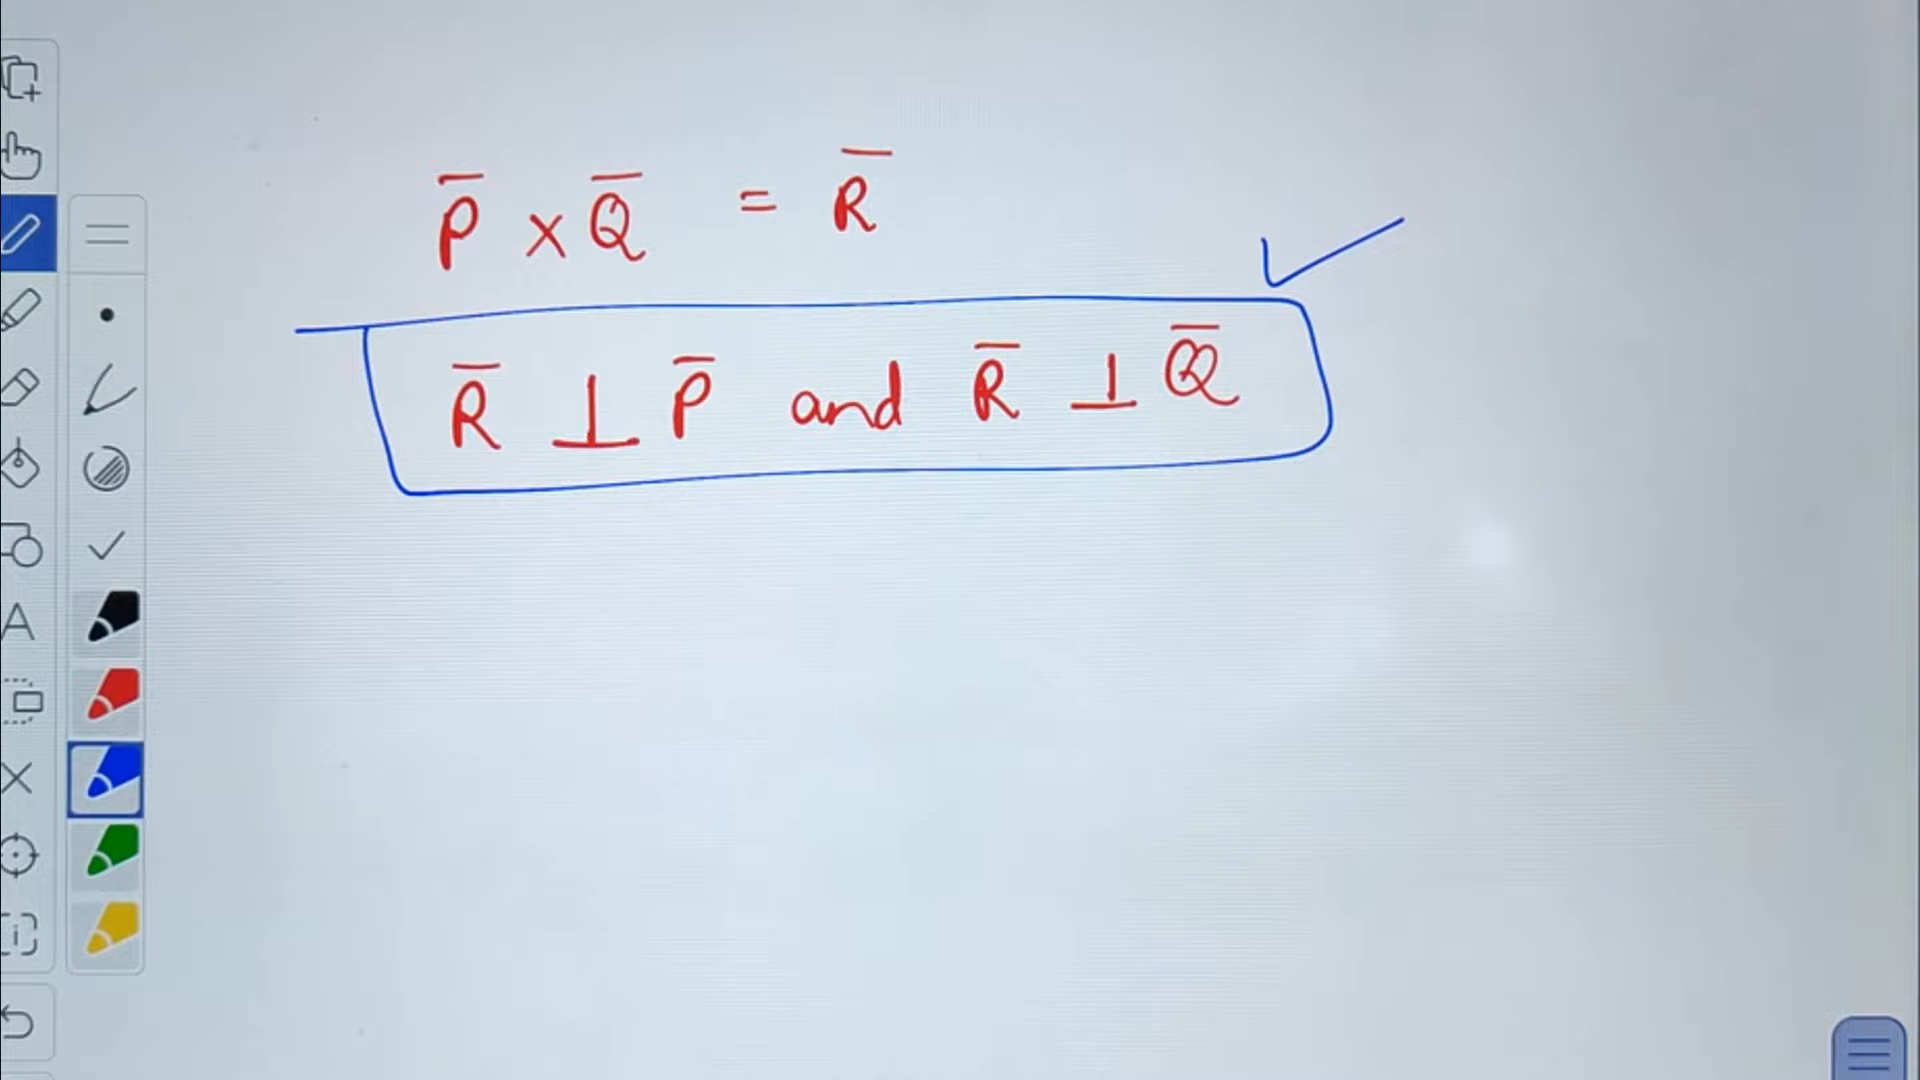 P̅ × Q̅ = R̅
R̅ ⊥ P̅ and R̅ ⊥ Q̅
A